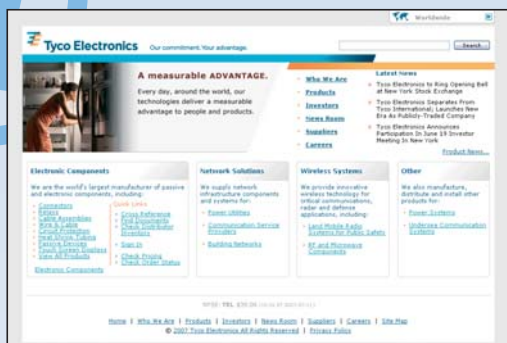 Worldwide
Tyco Electronics
Our commitment. Your advantage.
Search
A measurable ADVANTAGE.
Every day, around the world, our
technologies deliver a measurable
advantage to people and products.
Who We Are
Products
Investors
News Room
Suppliers
Careers
Latest News
Tyco Electronics to Ring Opening Bell
at New York Stock Exchange
Tyco Electronics Separates From
Tyco International; Launches New
Era As Publicly-Traded Company
Tyco Electronics Announces
Participation In June 19 Investor
Meeting In New York
Product News...
Electronic Components
We are the world's largest manufacturer of passive
and electronic components, including:
Connectors
Relays
Cable Assemblies
Wire & Cable
Circuit Protection
Heat Shrink Tubing
Passive Devices
Touch Screen Displays
View All Products
Electronic Components
Quick Links
Cross Reference
Find Documents
Check Distributor
Inventory
Sign In
Check Pricing
Check Order Status
Network Solutions
We supply network
infrastructure components
and systems for:
Power Utilities
Communication Service
Providers
Building Networks
Wireless Systems
We provide innovative
wireless technology for
critical communications,
radar and defense
applications, including:
Land Mobile Radio
Systems for Public Safety
RF and Microwave
Components
Other
We also manufacture,
distribute and install other
products for:
Power Systems
Undersea Communication
Systems
NYSE: TEL
Home | Who We Are | Products | Investors | News Room | Suppliers | Careers | Site Map
© 2007 Tyco Electronics All Rights Reserved | Privacy Policy